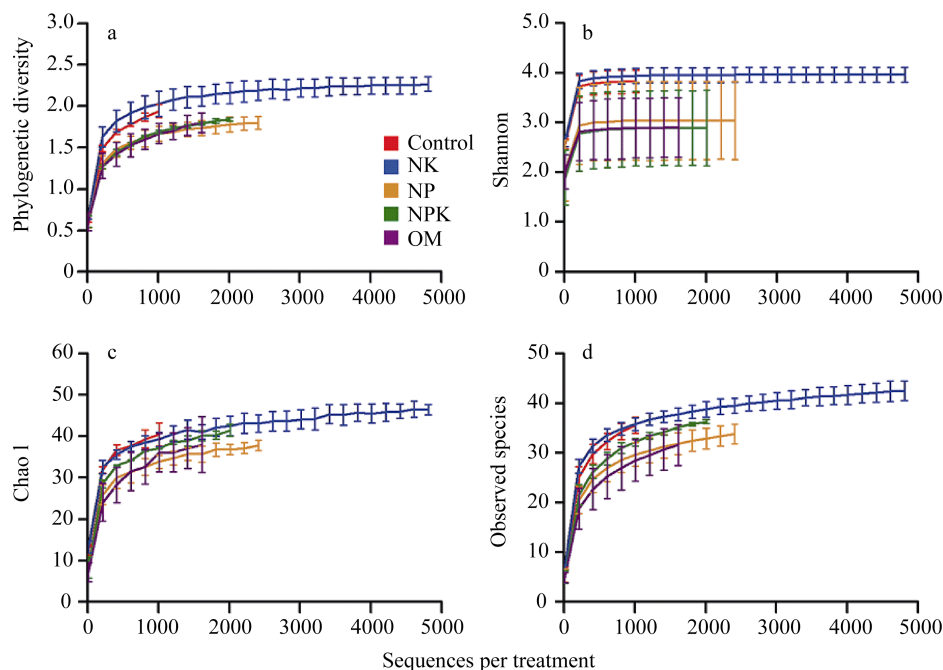 a
Phylogenetic diversity
3.0
2.5
2.0
1.5
1.0
0.5
0
0 1000 2000 3000 4000 5000
Control
NK
NP
NPK
OM
b
Shannon
5.0
4.0
3.0
2.0
1.0
0
0 1000 2000 3000 4000 5000
c
Chao 1
60
50
40
30
20
10
0
0 1000 2000 3000 4000 5000
d
Observed species
50
40
30
20
10
0
0 1000 2000 3000 4000 5000
Sequences per treatment